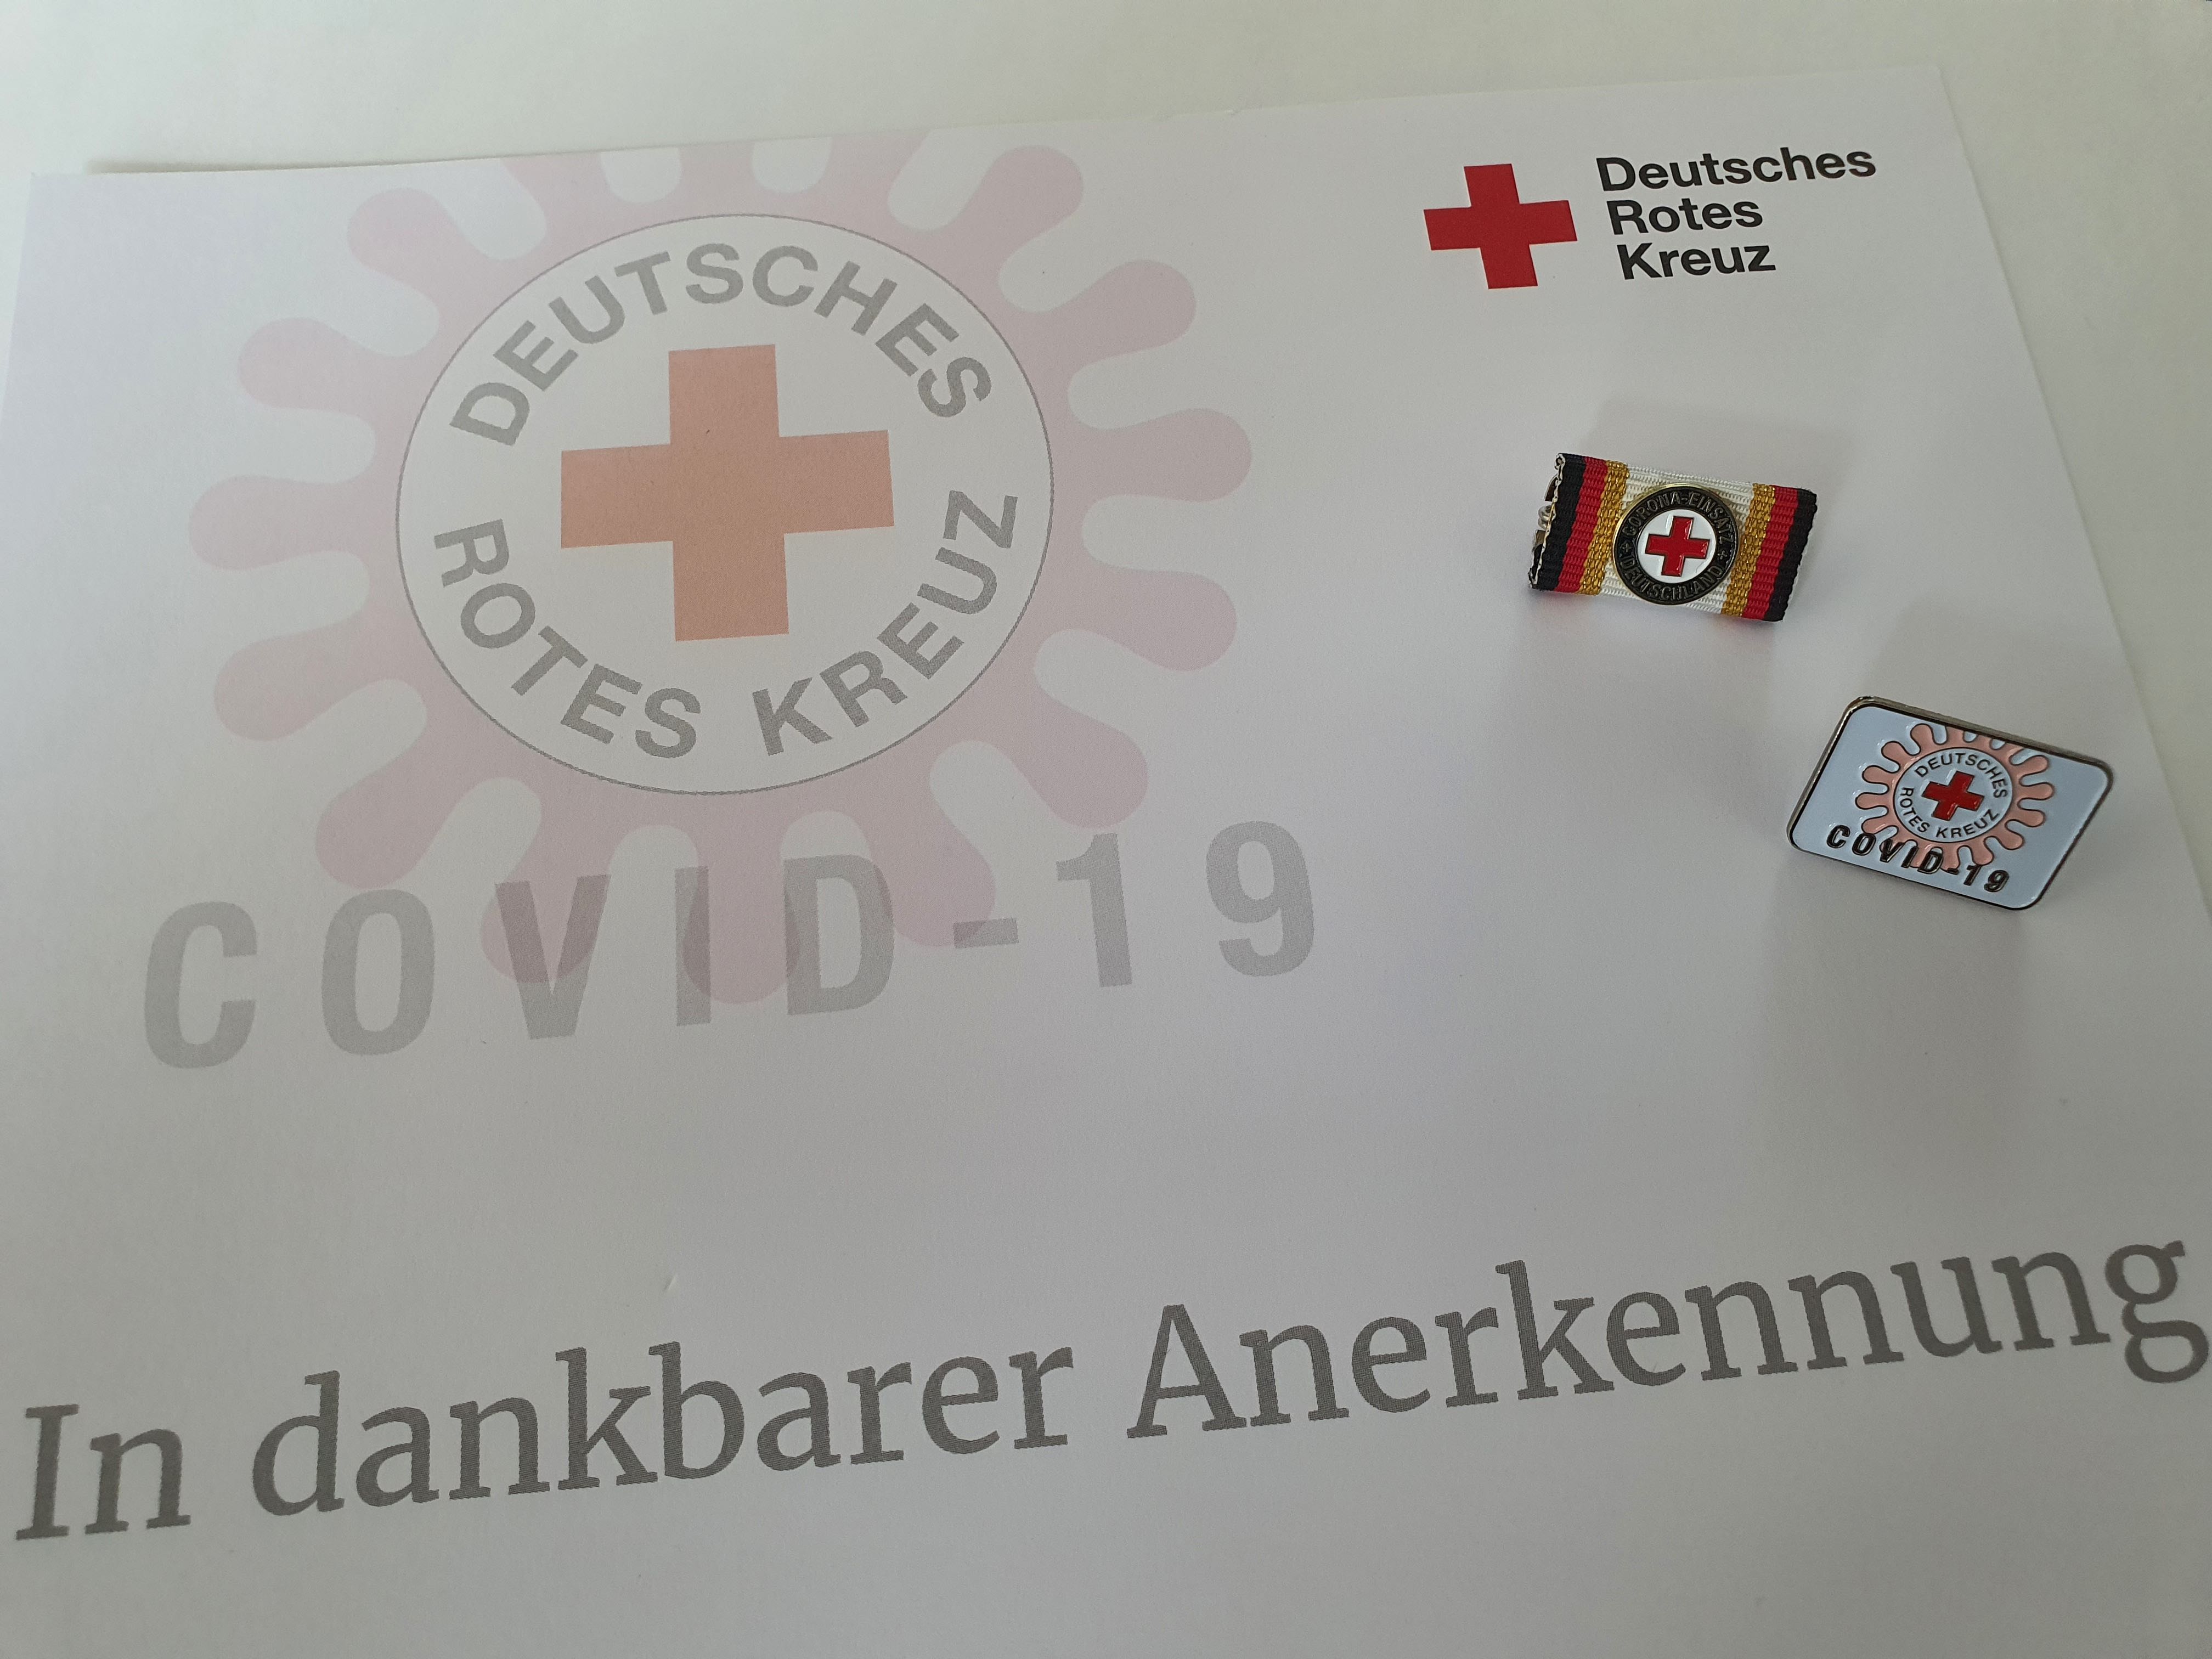 Deutsches
Rotes
Kreuz
DEUTSCHES
ROTES KREUZ
COVID-19
CORONA-EINSATZ
DEUTSCHLAND
DEUTSCHES
ROTES KREUZ
COVID-19
In dankbarer Anerkennung